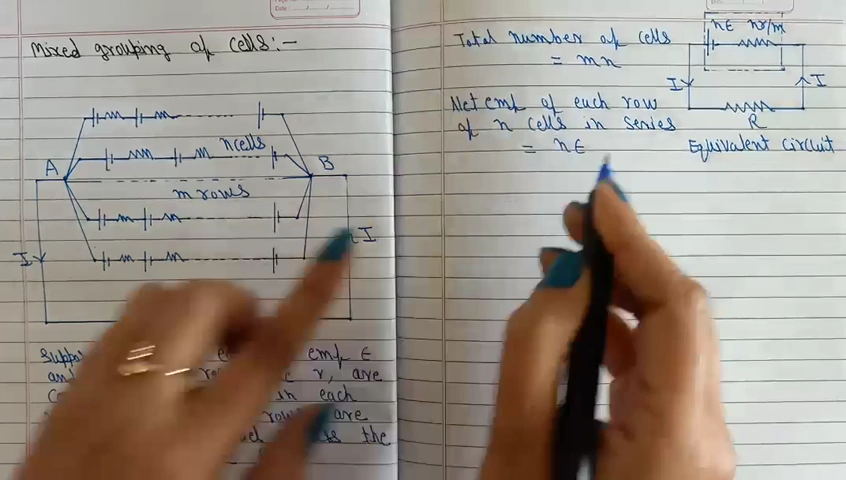 Mixed grouping of cells:-
n cells
A
B
m rows
I
I
emf ε
r, are
in each
are
the
Total number of cells
= mn
Net emf of each row
of n cells in series
= nε
nε nr/m
I
I
R
Equivalent circuit